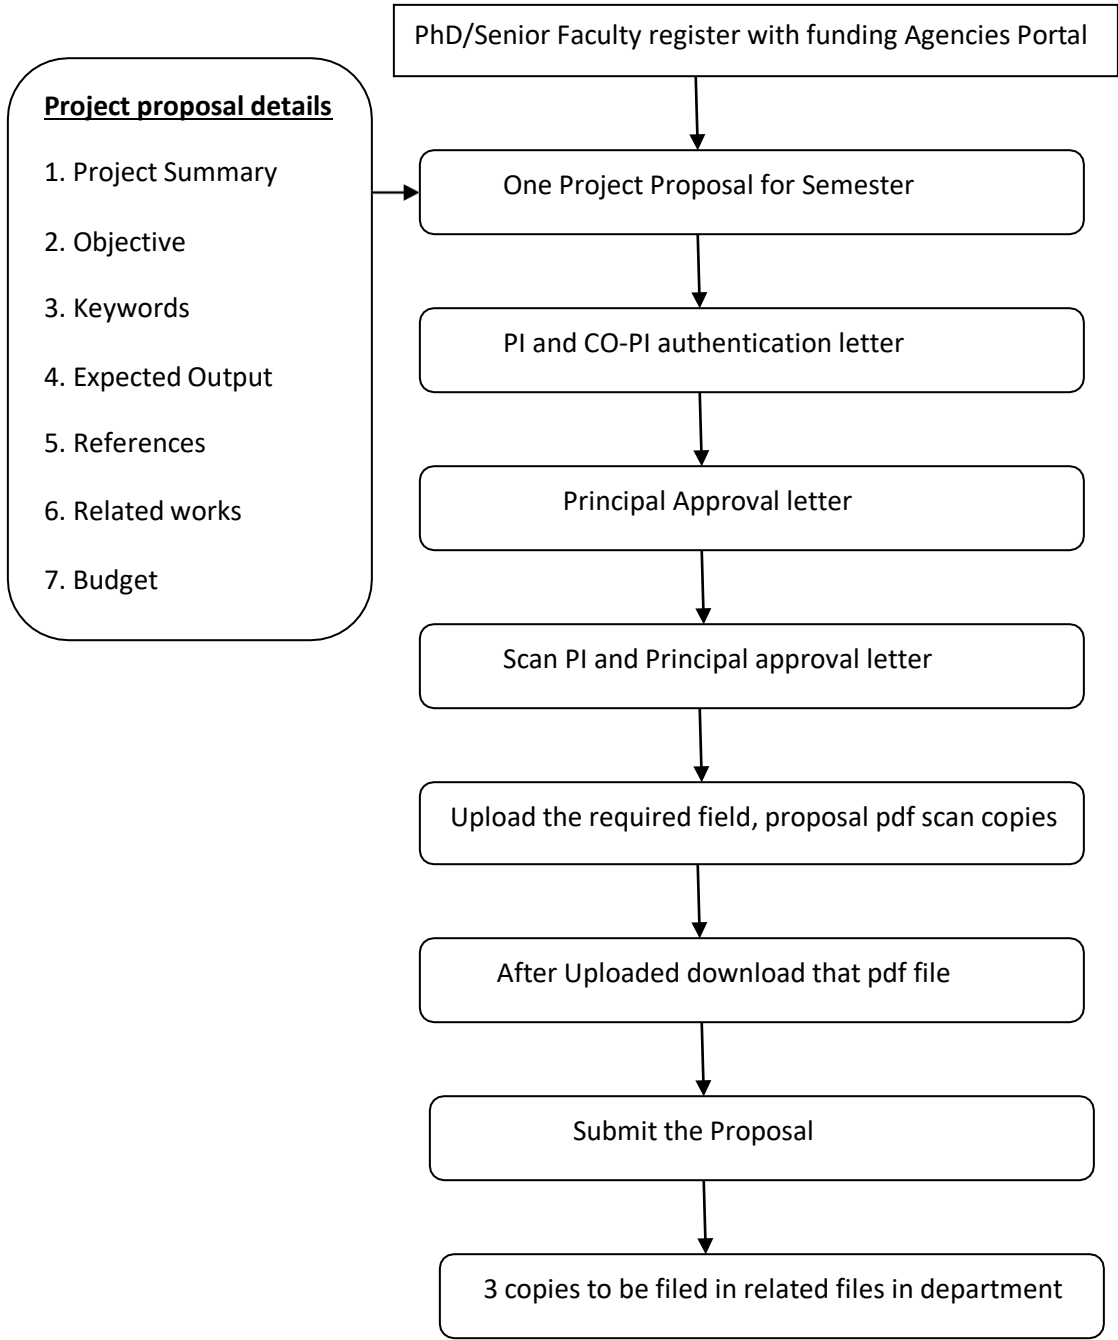 PhD/Senior Faculty register with funding Agencies Portal
Project proposal details
1. Project Summary
2. Objective
3. Keywords
4. Expected Output
5. References
6. Related works
7. Budget
One Project Proposal for Semester
PI and CO-PI authentication letter
Principal Approval letter
Scan PI and Principal approval letter
Upload the required field, proposal pdf scan copies
After Uploaded download that pdf file
Submit the Proposal
3 copies to be filed in related files in department